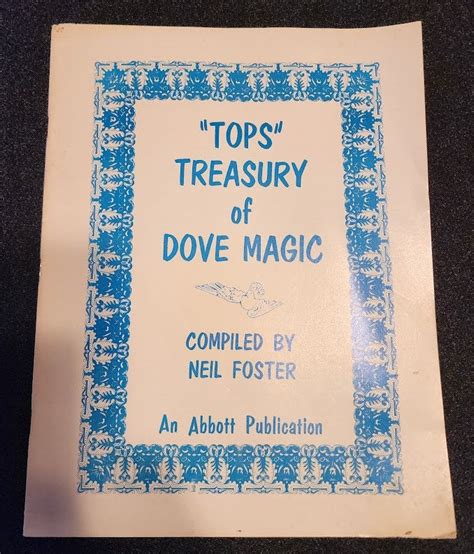 "TOPS"
TREASURY
of
DOVE MAGIC
COMPILED BY
NEIL FOSTER
An Abbott Publication